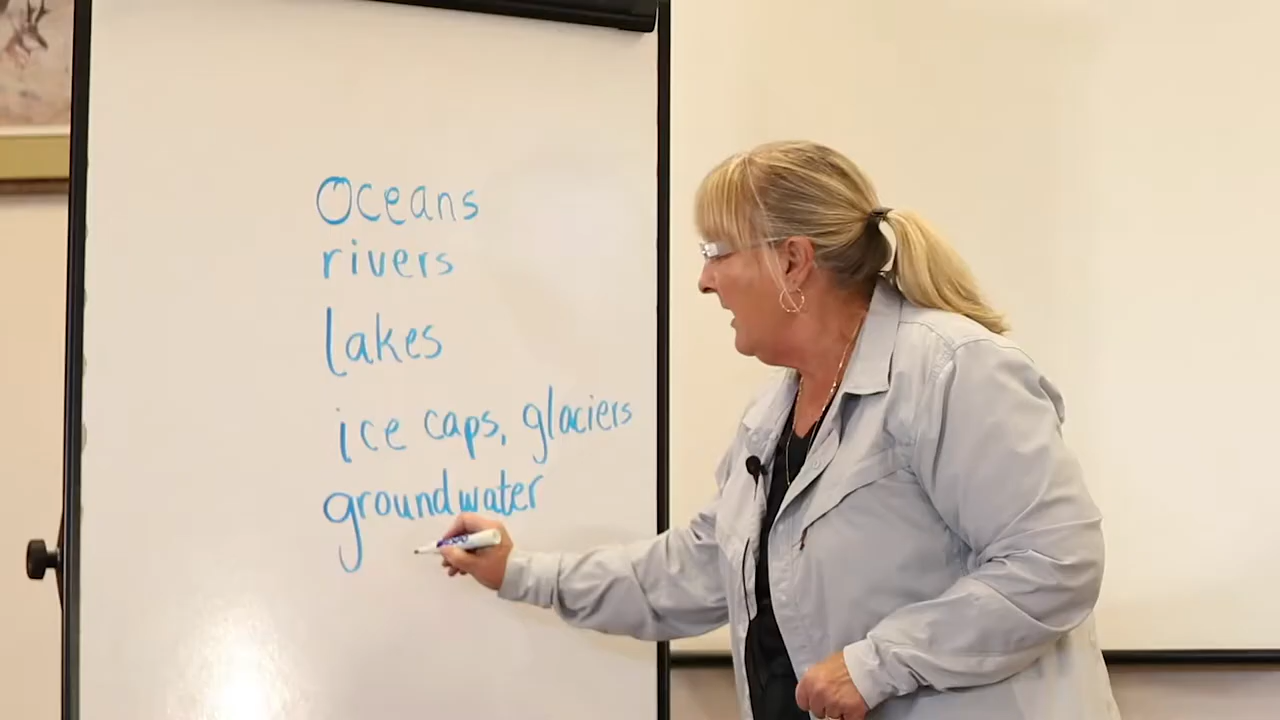 Oceans
rivers
lakes
ice caps, glaciers
groundwater